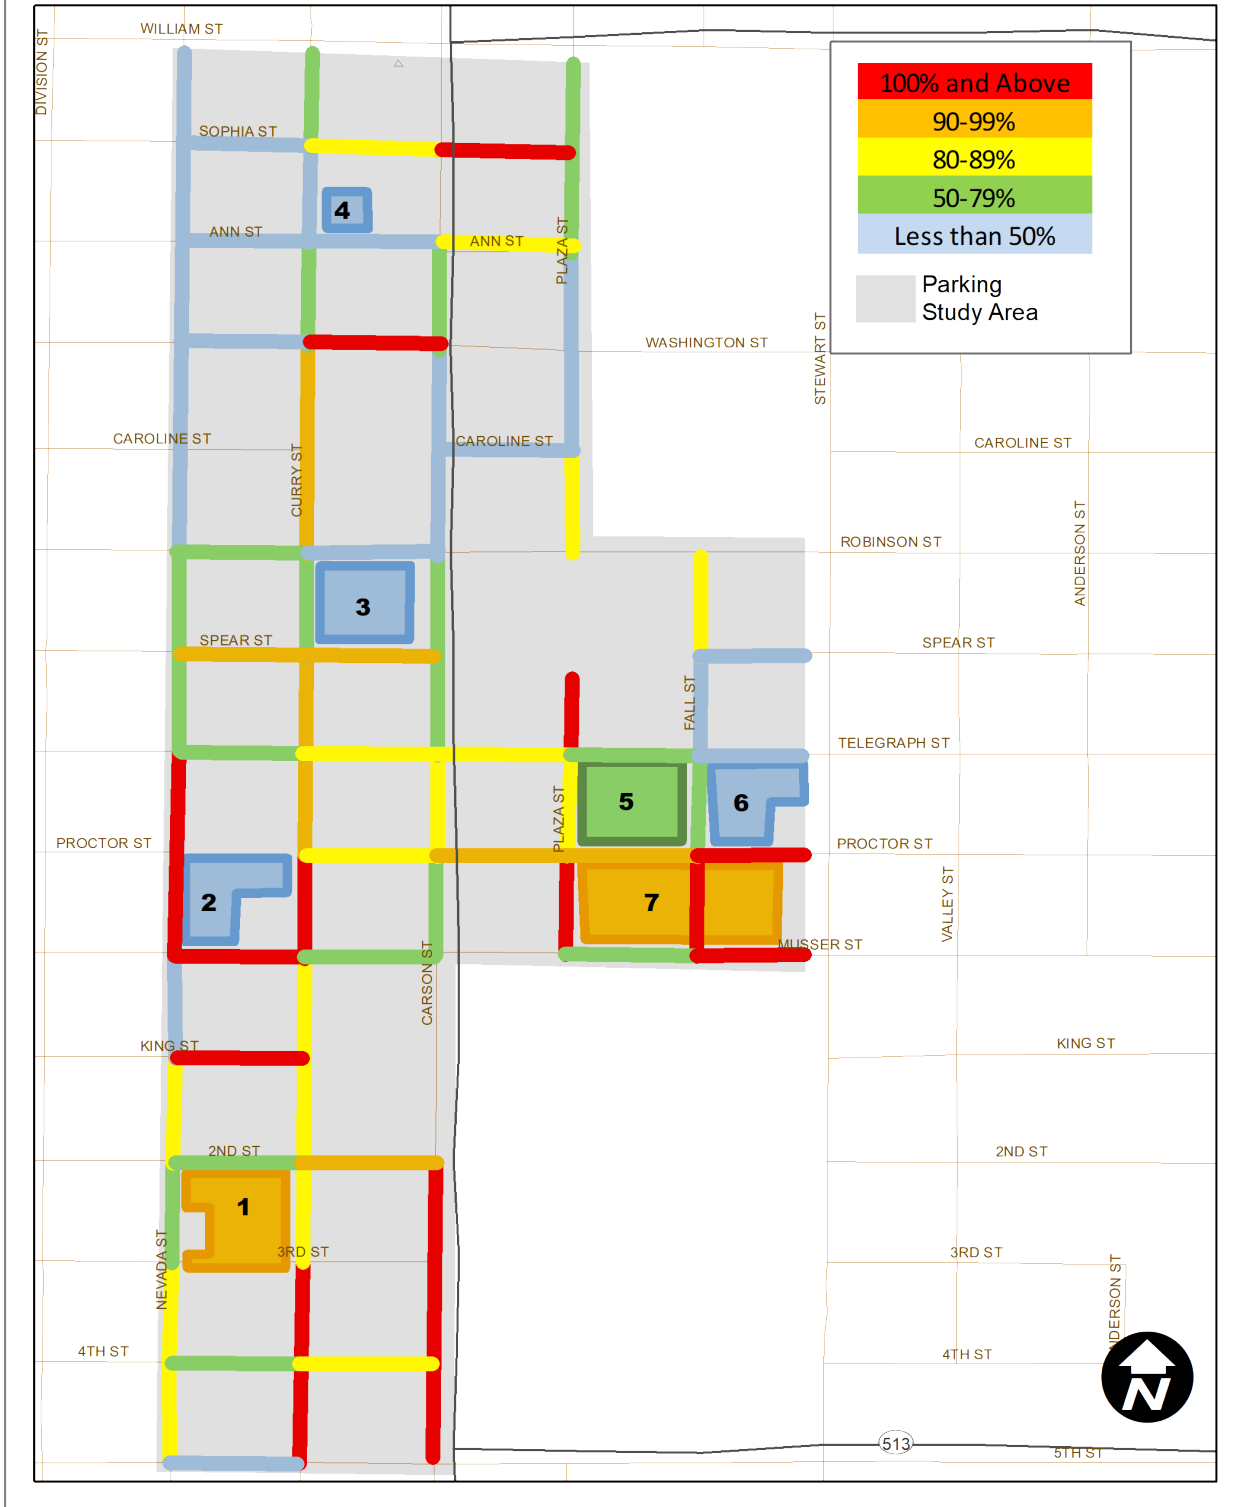 WILLIAM ST
DIVISION ST
100% and Above
90-99%
80-89%
50-79%
Less than 50%
Parking
Study Area
SOPHIA ST
4
ANN ST
ANN ST
PLAZA ST
WASHINGTON ST
STEWART ST
CAROLINE ST
CAROLINE ST
CAROLINE ST
CURRY ST
ROBINSON ST
ANDERSON ST
3
SPEAR ST
SPEAR ST
FALL ST
TELEGRAPH ST
5
6
PLAZA ST
PROCTOR ST
PROCTOR ST
2
7
VALLEY ST
MUSSER ST
CARSON ST
KING ST
KING ST
2ND ST
2ND ST
1
3RD ST
3RD ST
NEVADA ST
NDERSON ST
4TH ST
4TH ST
N
513
5TH ST